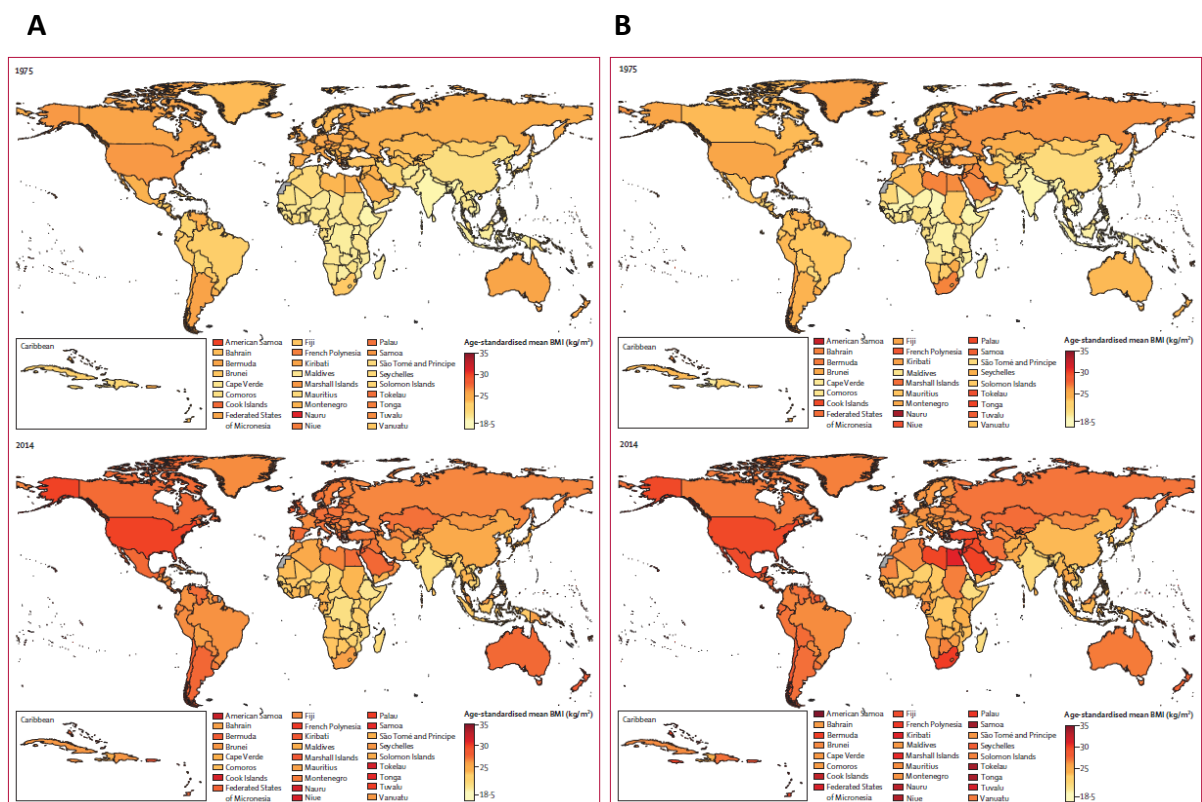 A
B
1975
American Samoa
Bahrain
Bermuda
Brunei
Cape Verde
Comoros
Cook Islands
Federated States
of Micronesia
Fiji
French Polynesia
Kiribati
Maldives
Marshall Islands
Mauritius
Montenegro
Nauru
Niue
Palau
Samoa
São Tomé and Príncipe
Seychelles
Solomon Islands
Tokelau
Tonga
Tuvalu
Vanuatu
Age-standardised mean BMI (kg/m²)
35
30
25
18·5
Caribbean
2014
Caribbean
American Samoa
Bahrain
Bermuda
Brunei
Cape Verde
Comoros
Cook Islands
Federated States
of Micronesia
Fiji
French Polynesia
Kiribati
Maldives
Marshall Islands
Mauritius
Montenegro
Nauru
Niue
Palau
Samoa
São Tomé and Príncipe
Seychelles
Solomon Islands
Tokelau
Tonga
Tuvalu
Vanuatu
Age-standardised mean BMI (kg/m²)
35
30
25
18·5
1975
Caribbean
American Samoa
Bahrain
Bermuda
Brunei
Cape Verde
Comoros
Cook Islands
Federated States
of Micronesia
Fiji
French Polynesia
Kiribati
Maldives
Marshall Islands
Mauritius
Montenegro
Nauru
Niue
Palau
Samoa
São Tomé and Príncipe
Seychelles
Solomon Islands
Tokelau
Tonga
Tuvalu
Vanuatu
Age-standardised mean BMI (kg/m²)
35
30
25
18·5
2014
Caribbean
American Samoa
Bahrain
Bermuda
Brunei
Cape Verde
Comoros
Cook Islands
Federated States
of Micronesia
Fiji
French Polynesia
Kiribati
Maldives
Marshall Islands
Mauritius
Montenegro
Nauru
Niue
Palau
Samoa
São Tomé and Príncipe
Seychelles
Solomon Islands
Tokelau
Tonga
Tuvalu
Vanuatu
Age-standardised mean BMI (kg/m²)
35
30
25
18·5